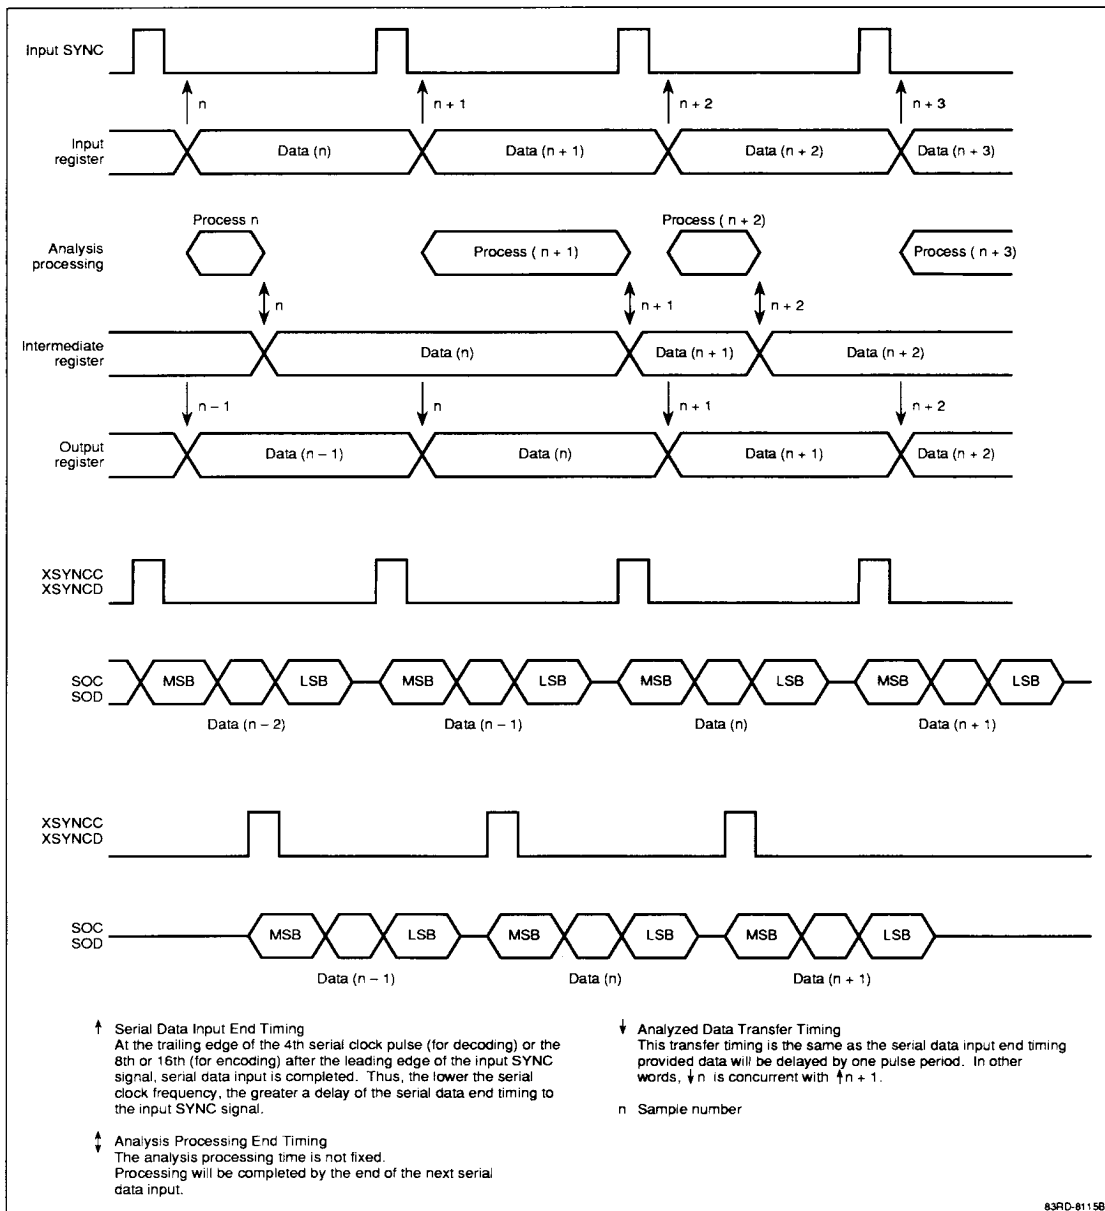 Input SYNC
n
n + 1
n + 2
n + 3
Input
register
Data (n)
Data (n + 1)
Data (n + 2)
Data (n + 3)
Process n
Process ( n + 2)
Analysis
processing
Process ( n + 1)
Process ( n + 3)
n
n + 1
n + 2
Intermediate
register
Data (n)
Data (n + 1)
Data (n + 2)
n – 1
n
n + 1
n + 2
Output
register
Data (n – 1)
Data (n)
Data (n + 1)
Data (n + 2)
XSYNCC
XSYNCD
SOC
SOD
MSB
LSB
MSB
LSB
MSB
LSB
MSB
LSB
Data (n – 2)
Data (n – 1)
Data (n)
Data (n + 1)
XSYNCC
XSYNCD
SOC
SOD
MSB
LSB
MSB
LSB
MSB
LSB
Data (n – 1)
Data (n)
Data (n + 1)
↑ Serial Data Input End Timing
At the trailing edge of the 4th serial clock pulse (for decoding) or the
8th or 16th (for encoding) after the leading edge of the input SYNC
signal, serial data input is completed. Thus, the lower the serial
clock frequency, the greater a delay of the serial data end timing to
the input SYNC signal.
↕ Analysis Processing End Timing
The analysis processing time is not fixed.
Processing will be completed by the end of the next serial
data input.
↓ Analyzed Data Transfer Timing
This transfer timing is the same as the serial data input end timing
provided data will be delayed by one pulse period. In other
words, ↓ n is concurrent with ↑ n + 1.
n Sample number
83RD-8115B